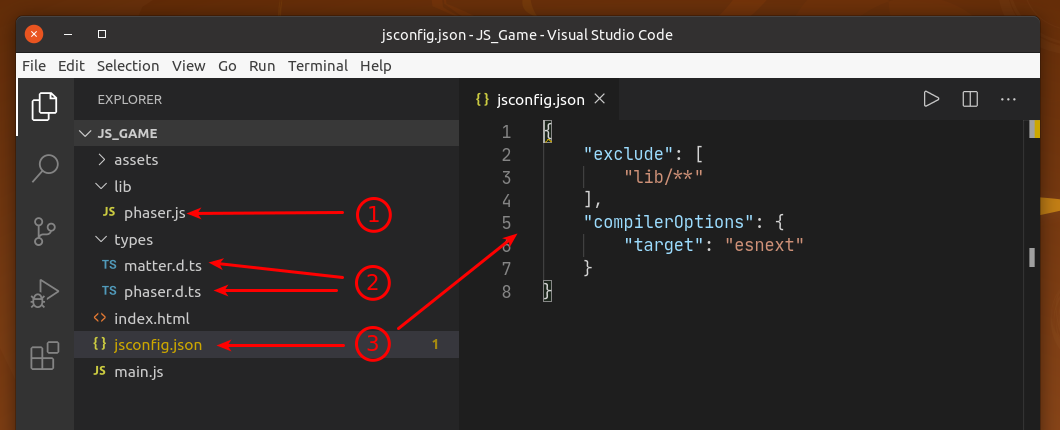 jsconfig.json - JS_Game - Visual Studio Code
File Edit Selection View Go Run Terminal Help
EXPLORER
JS_GAME
assets
lib
JS phaser.js
1
types
TS matter.d.ts
2
TS phaser.d.ts
<> index.html
{} jsconfig.json 1
3
JS main.js
{} jsconfig.json
1 {
2 "exclude": [
3 "lib/**"
4 ],
5 "compilerOptions": {
6 "target": "esnext"
7 }
8 }